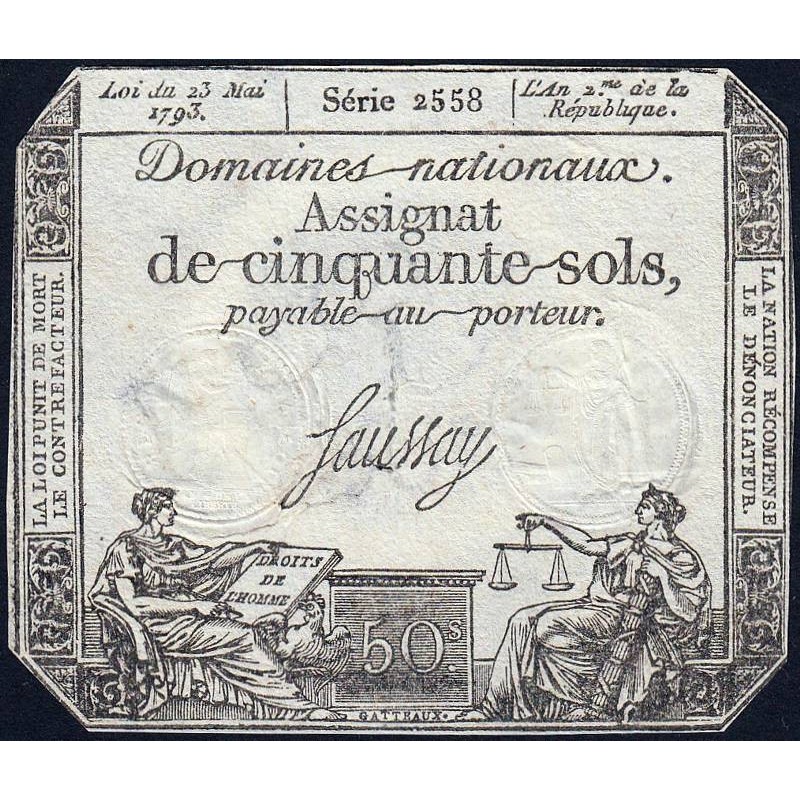 Loi du 23 Mai
1793.
Série 2558
L'An 2.me de la
République.
Domaines nationaux.
Assignat
de cinquante sols,
payable au porteur.
LA LOI PUNIT DE MORT
LE CONTREFACTEUR.
LA NATION RÉCOMPENSE
LE DÉNONCIATEUR.
Saussay
DROITS
DE
L'HOMME
50.s
GATTEAUX.